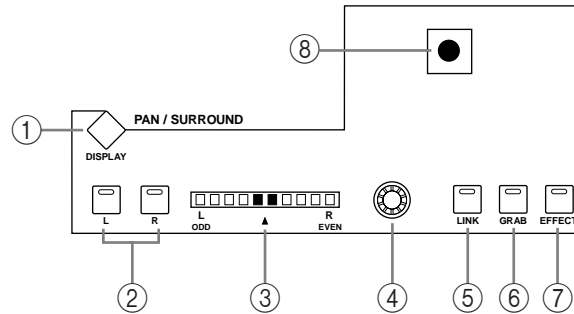 ⑧
①
PAN / SURROUND
DISPLAY
L R
L R
ODD EVEN
LINK GRAB EFFECT
② ③ ④ ⑤ ⑥ ⑦